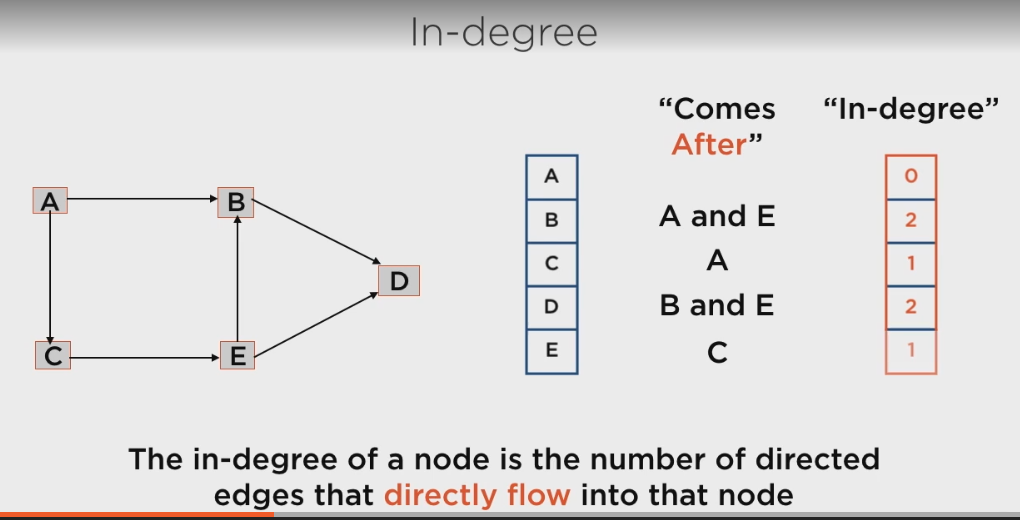 In-degree
“Comes
After”
“In-degree”
A
B
D
C
E
A
B
C
D
E
A and E
A
B and E
C
0
2
1
2
1
The in-degree of a node is the number of directed
edges that directly flow into that node